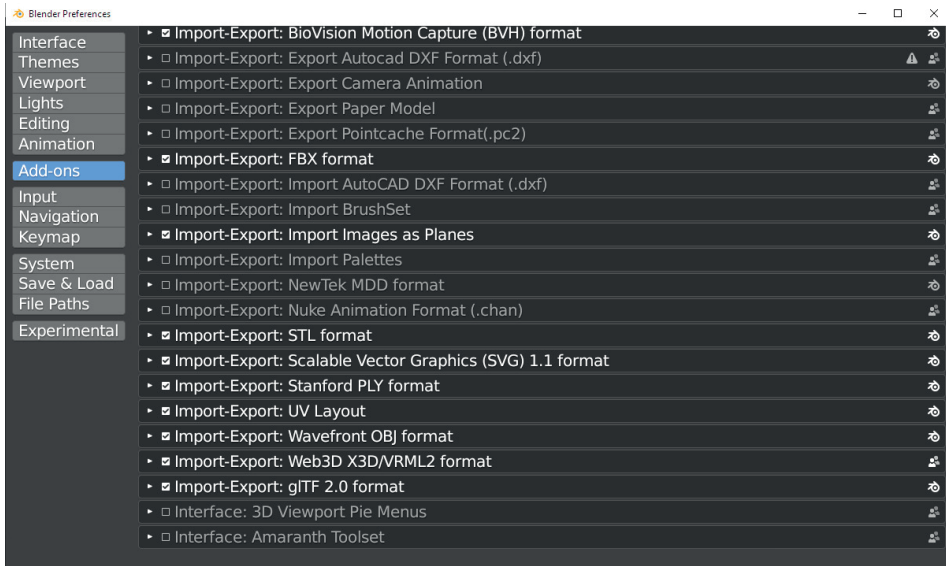 Blender Preferences
Interface
Themes
Viewport
Lights
Editing
Animation
Add-ons
Input
Navigation
Keymap
System
Save & Load
File Paths
Experimental
Import-Export: BioVision Motion Capture (BVH) format
Import-Export: Export Autocad DXF Format (.dxf)
Import-Export: Export Camera Animation
Import-Export: Export Paper Model
Import-Export: Export Pointcache Format(.pc2)
Import-Export: FBX format
Import-Export: Import AutoCAD DXF Format (.dxf)
Import-Export: Import BrushSet
Import-Export: Import Images as Planes
Import-Export: Import Palettes
Import-Export: NewTek MDD format
Import-Export: Nuke Animation Format (.chan)
Import-Export: STL format
Import-Export: Scalable Vector Graphics (SVG) 1.1 format
Import-Export: Stanford PLY format
Import-Export: UV Layout
Import-Export: Wavefront OBJ format
Import-Export: Web3D X3D/VRML2 format
Import-Export: glTF 2.0 format
Interface: 3D Viewport Pie Menus
Interface: Amaranth Toolset